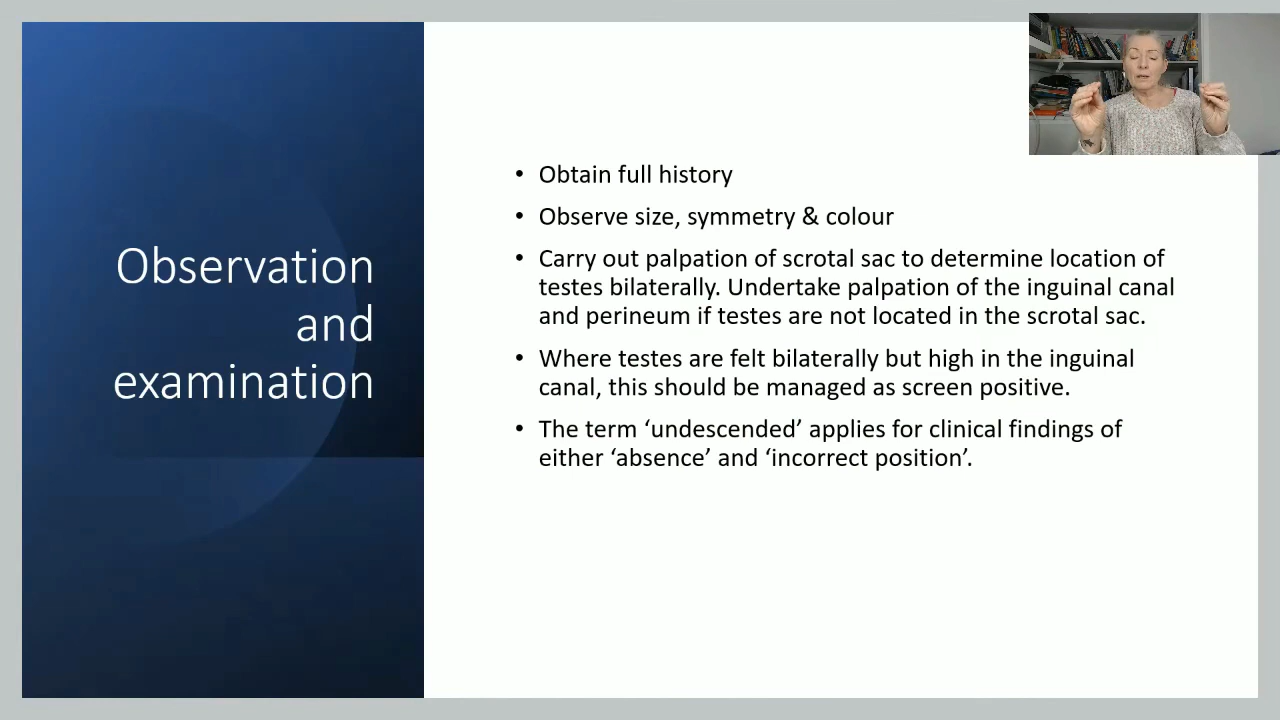 Observation
and
examination
• Obtain full history
• Observe size, symmetry & colour
• Carry out palpation of scrotal sac to determine location of
testes bilaterally. Undertake palpation of the inguinal canal
and perineum if testes are not located in the scrotal sac.
• Where testes are felt bilaterally but high in the inguinal
canal, this should be managed as screen positive.
• The term ‘undescended’ applies for clinical findings of
either ‘absence’ and ‘incorrect position’.